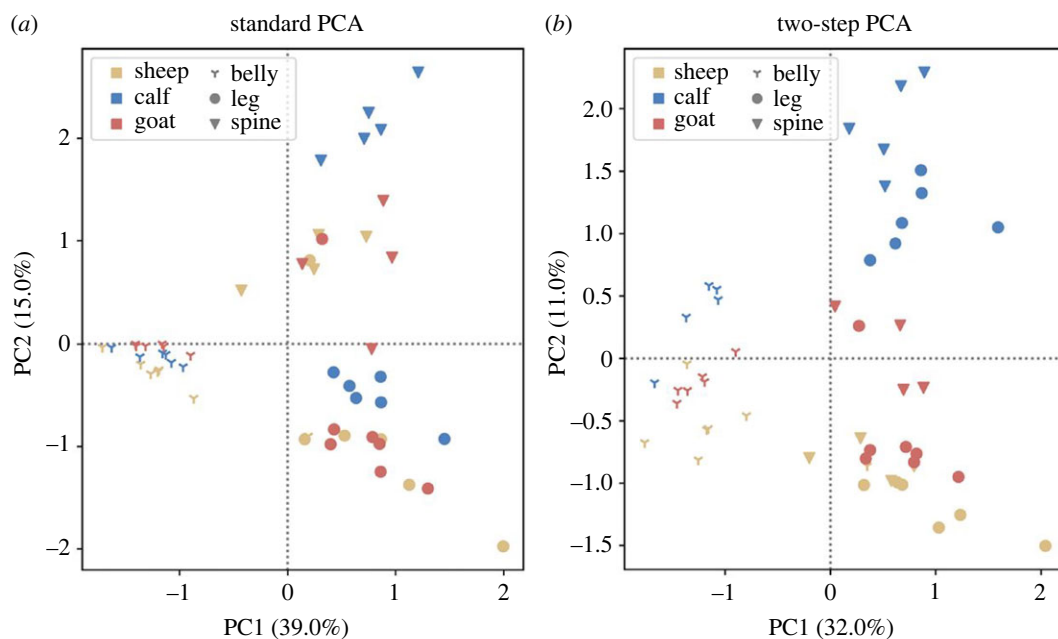 (a) standard PCA
sheep belly
calf leg
goat spine
2
1
0
–1
–2
PC2 (15.0%)
–1 0 1 2
PC1 (39.0%)
(b) two-step PCA
sheep belly
calf leg
goat spine
2.0
1.5
1.0
0.5
0
–0.5
–1.0
–1.5
PC2 (11.0%)
–1 0 1 2
PC1 (32.0%)